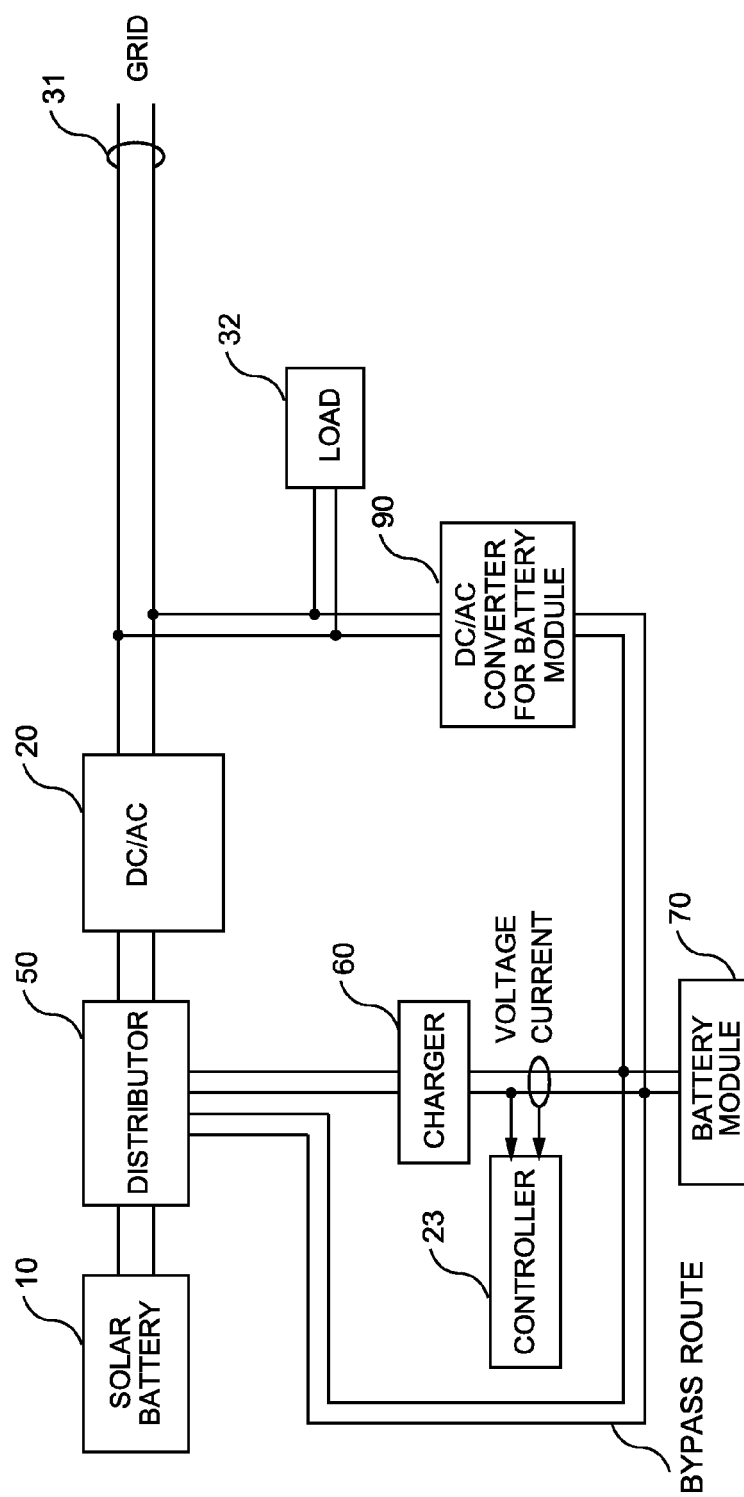 10
SOLAR
BATTERY
50
DISTRIBUTOR
20
DC/AC
31
GRID
32
LOAD
60
CHARGER
90
DC/AC
CONVERTER
FOR BATTERY
MODULE
23
CONTROLLER
VOLTAGE
CURRENT
70
BATTERY
MODULE
BYPASS ROUTE